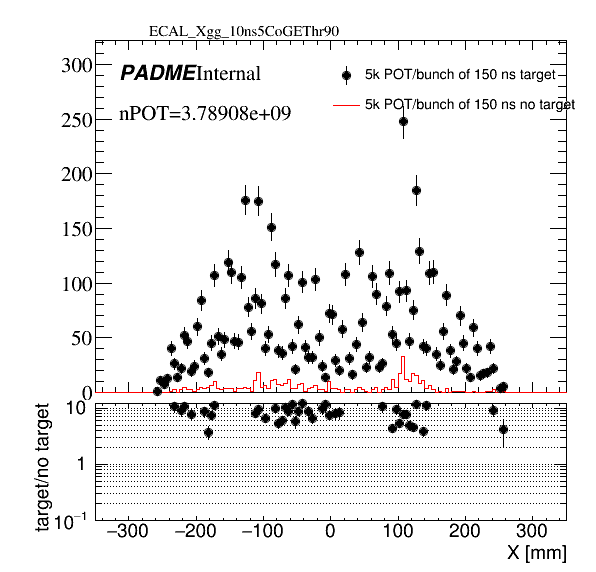 ECAL_Xgg_10ns5CoGEThr90
PADME Internal
5k POT/bunch of 150 ns target
5k POT/bunch of 150 ns no target
nPOT=3.78908e+09
300
250
200
150
100
50
0
10
1
10⁻¹
target/no target
−300 −200 −100 0 100 200 300
X [mm]